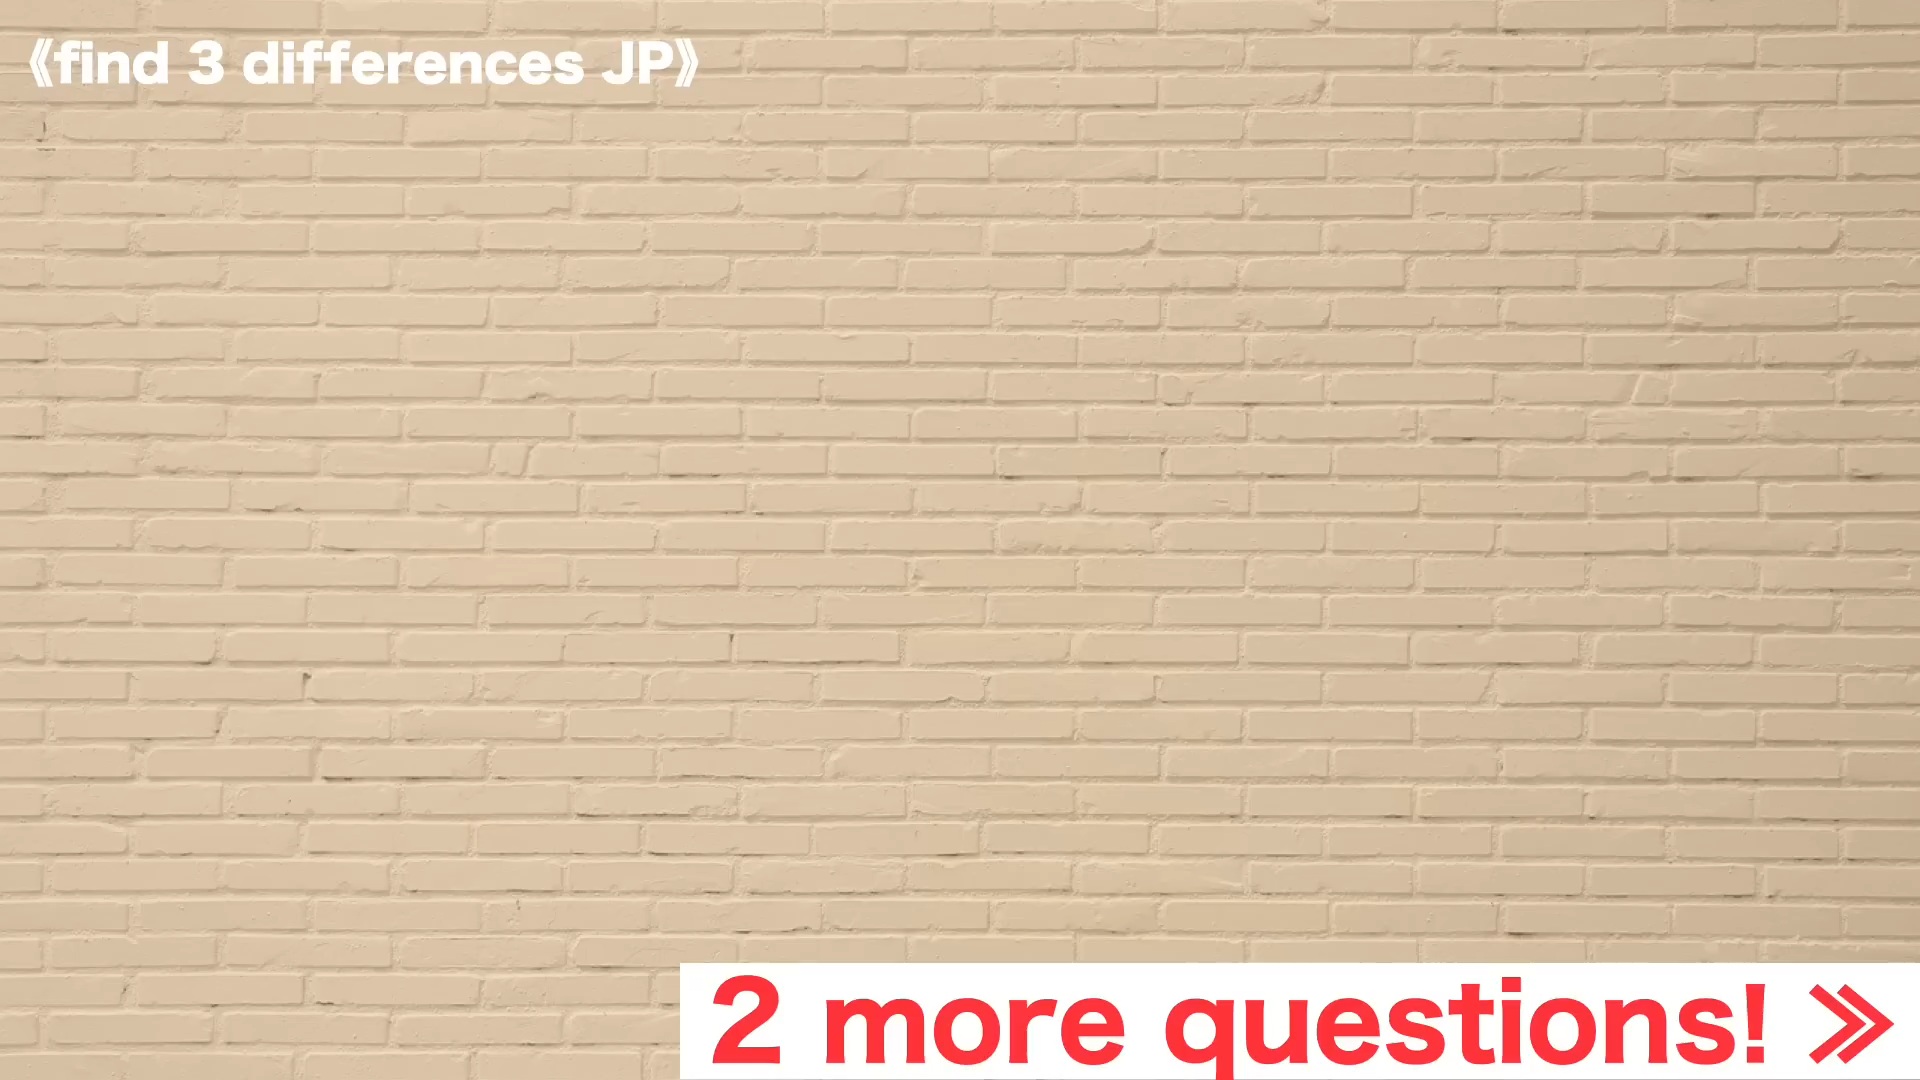 《find 3 differences JP》
2 more questions! »